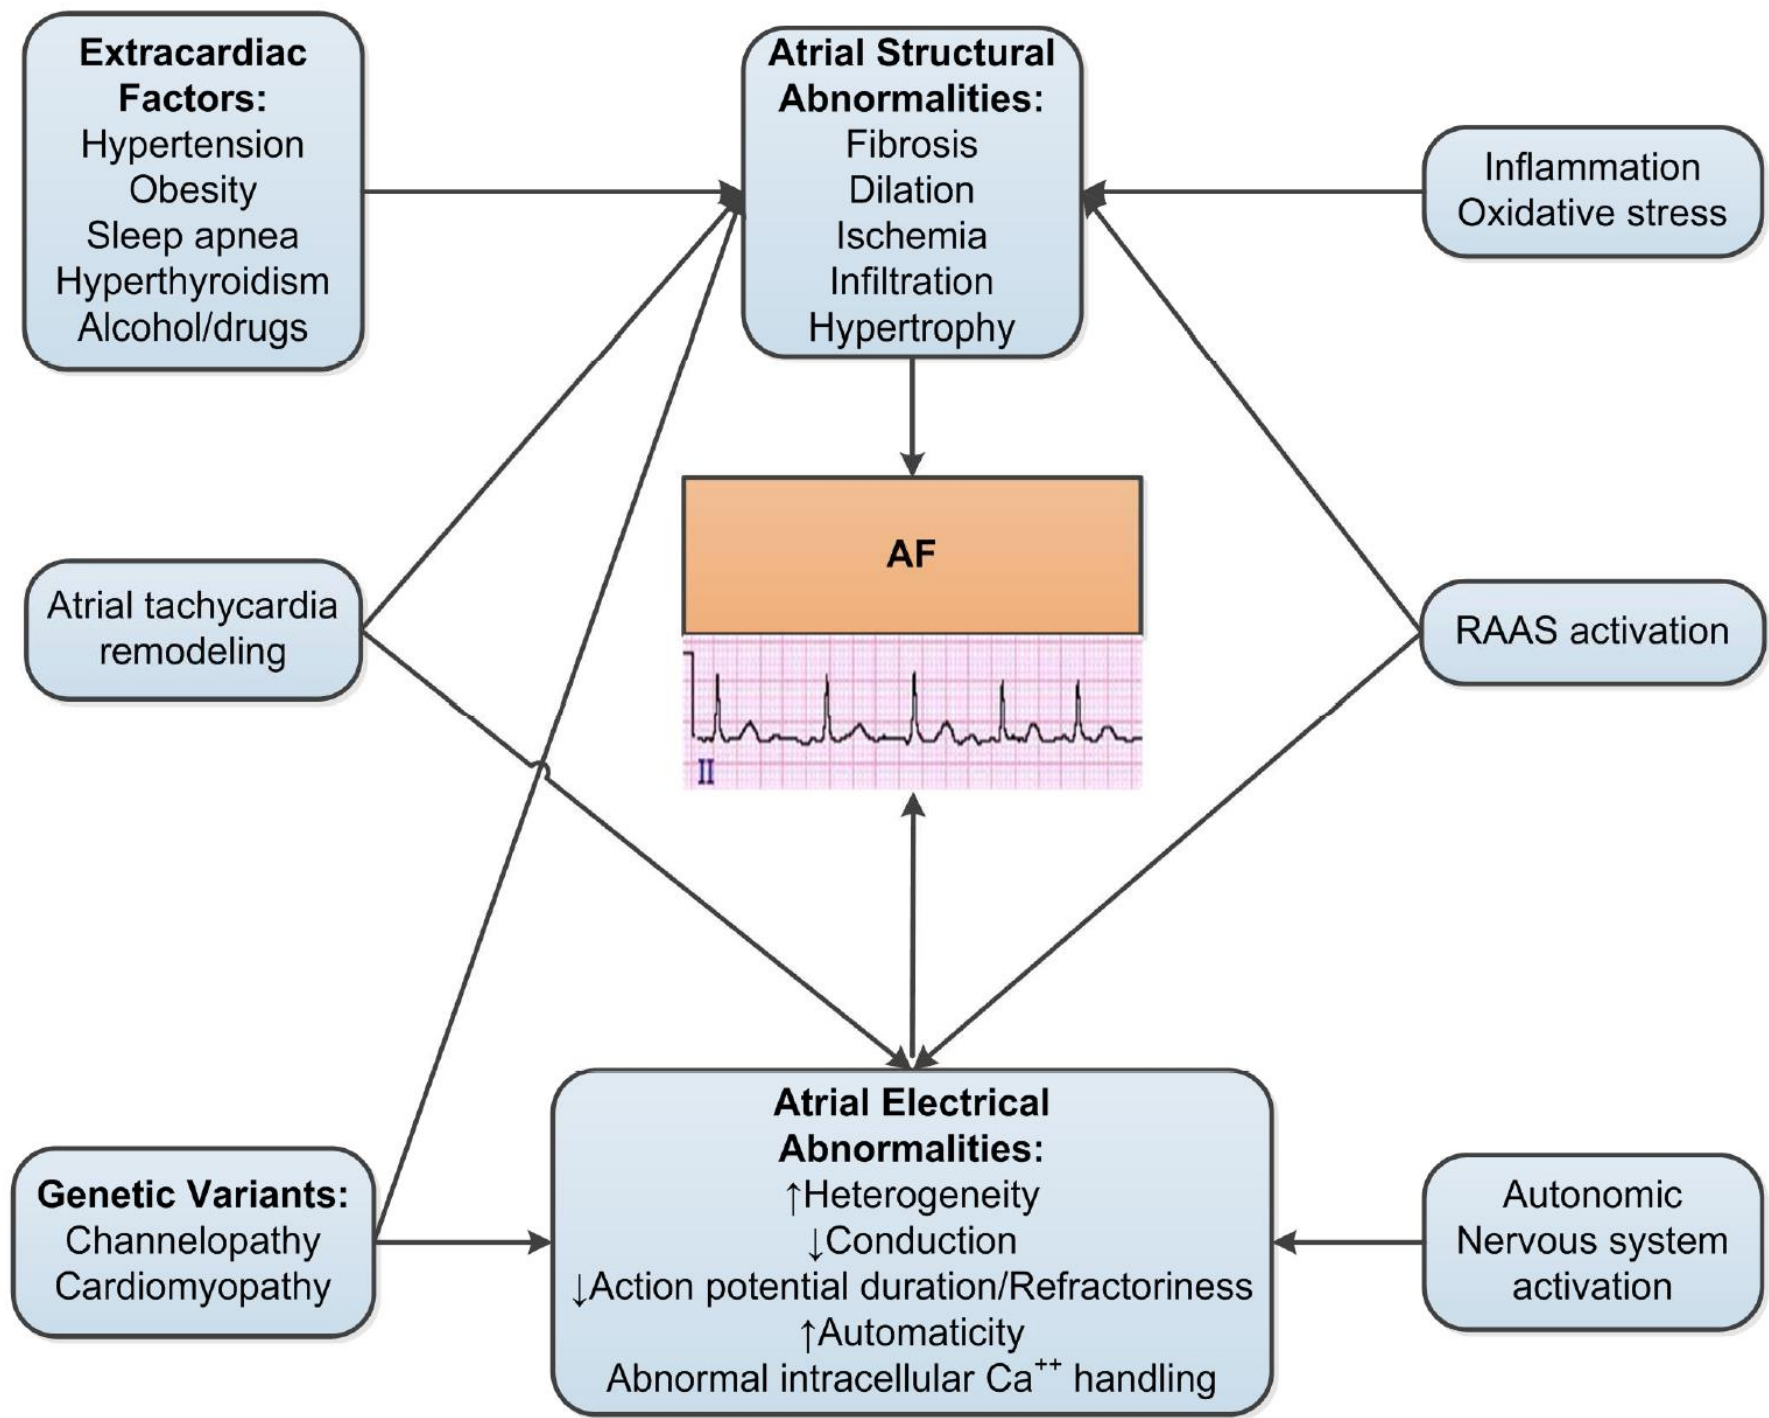 Extracardiac
Factors:
Hypertension
Obesity
Sleep apnea
Hyperthyroidism
Alcohol/drugs
Atrial Structural
Abnormalities:
Fibrosis
Dilation
Ischemia
Infiltration
Hypertrophy
Inflammation
Oxidative stress
AF
II
Atrial tachycardia
remodeling
RAAS activation
Genetic Variants:
Channelopathy
Cardiomyopathy
Atrial Electrical
Abnormalities:
↑Heterogeneity
↓Conduction
↓Action potential duration/Refractoriness
↑Automaticity
Abnormal intracellular Ca⁺⁺ handling
Autonomic
Nervous system
activation